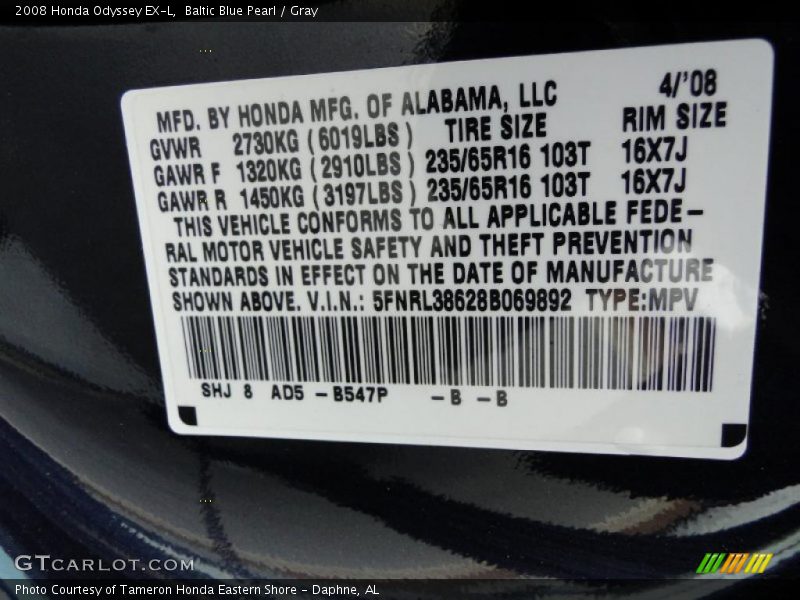 2008 Honda Odyssey EX-L,  Baltic Blue Pearl / Gray
4/'08
MFD. BY HONDA MFG. OF ALABAMA, LLC
GVWR 2730KG (6019LBS) TIRE SIZE RIM SIZE
GAWR F 1320KG (2910LBS) 235/65R16 103T 16X7J
GAWR R 1450KG (3197LBS) 235/65R16 103T 16X7J
THIS VEHICLE CONFORMS TO ALL APPLICABLE FEDE-
RAL MOTOR VEHICLE SAFETY AND THEFT PREVENTION
STANDARDS IN EFFECT ON THE DATE OF MANUFACTURE
SHOWN ABOVE. V.I.N.: 5FNRL38628B069892 TYPE:MPV
SHJ 8 AD5 -B547P -B -B
GTCARLOT.COM
Photo Courtesy of Tameron Honda Eastern Shore - Daphne, AL